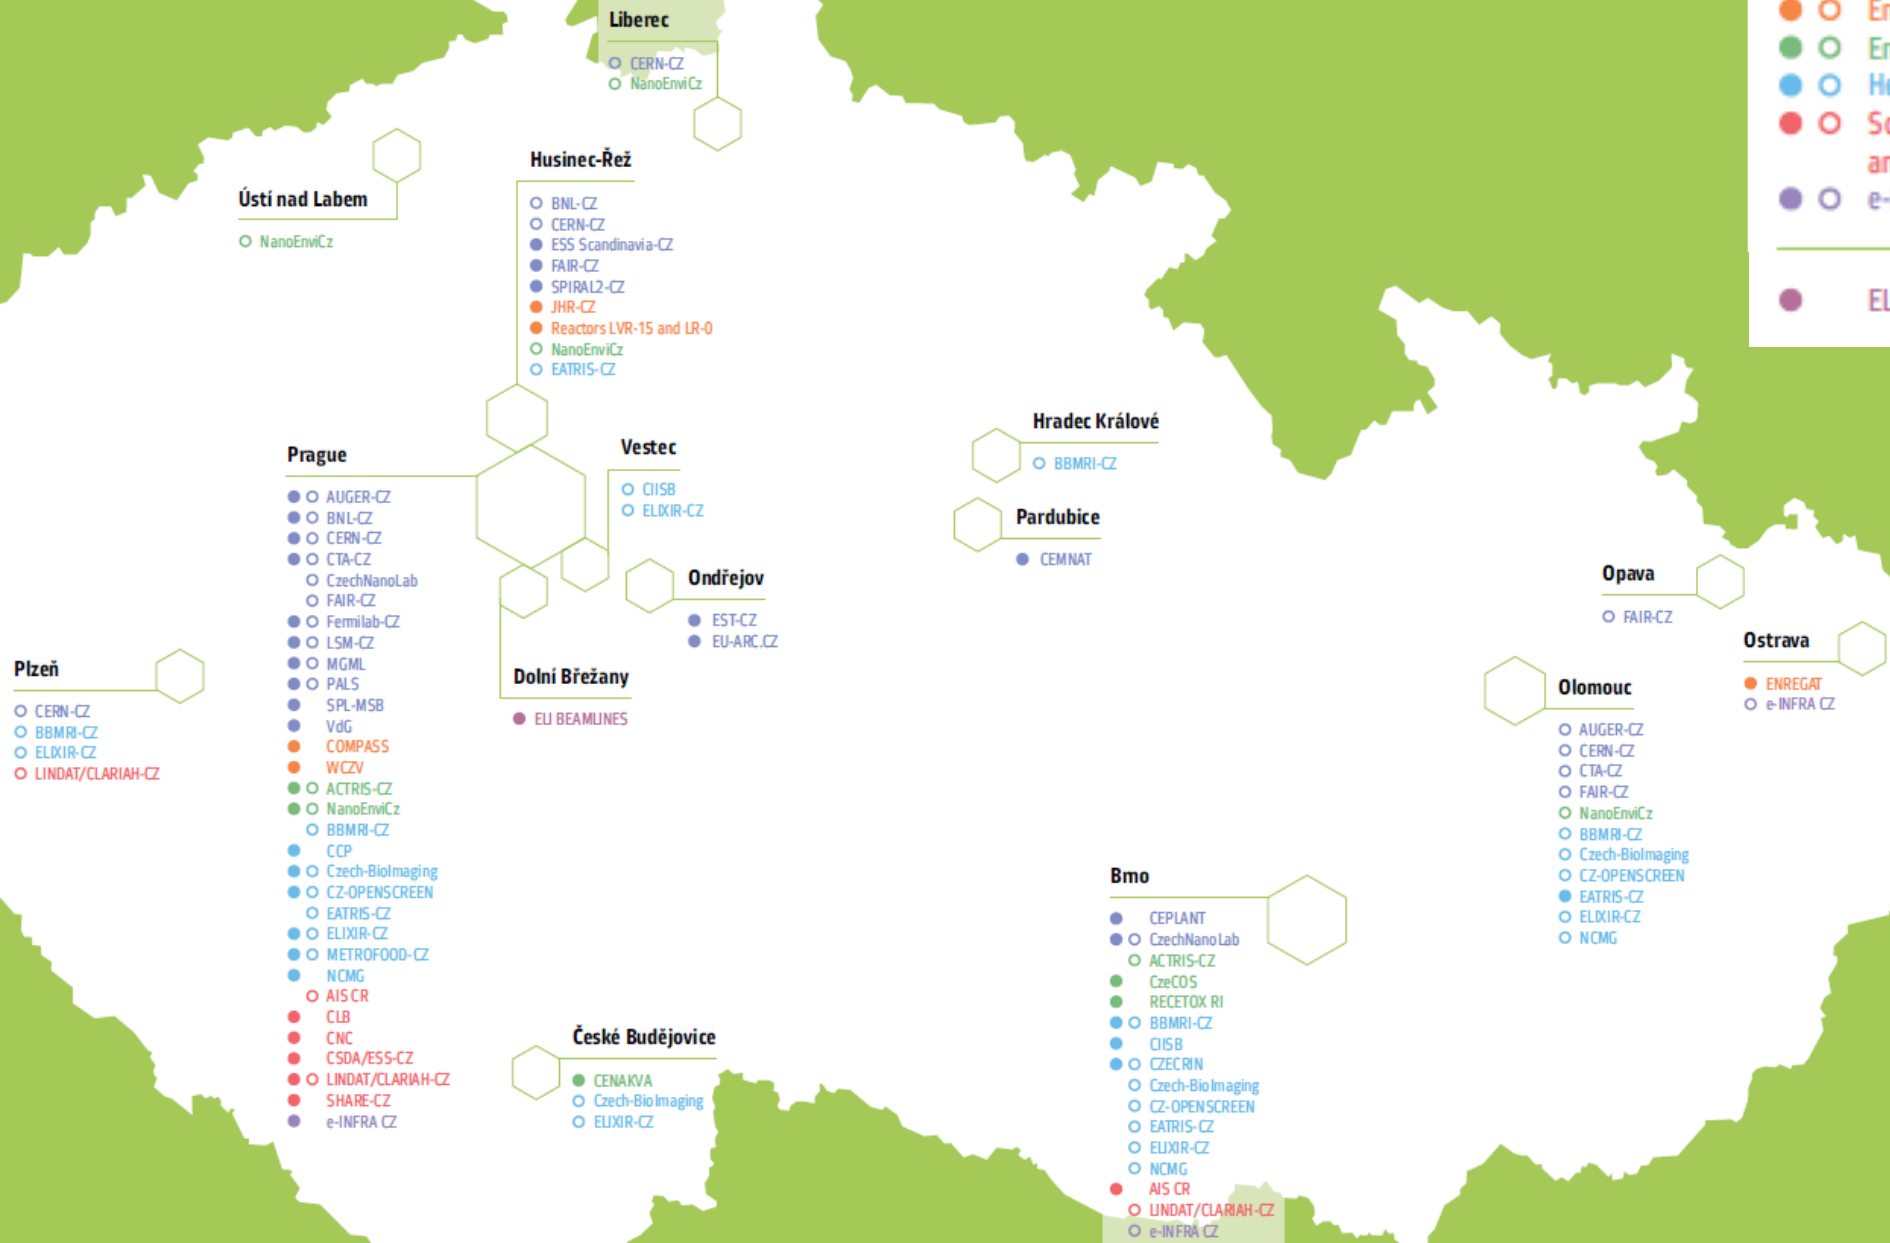 Liberec
CERN-CZ
NanoEnviCz
Husinec-Řež
BNL-CZ
CERN-CZ
ESS Scandinavia-CZ
FAIR-CZ
SPIRAL2-CZ
JHR-CZ
Reactors LVR-15 and LR-0
NanoEnviCz
EATRIS-CZ
Ústí nad Labem
NanoEnviCz
Prague
AUGER-CZ
BNL-CZ
CERN-CZ
CTA-CZ
CzechNanoLab
FAIR-CZ
Fermilab-CZ
LSM-CZ
MGML
PALS
SPL-MSB
VdG
COMPASS
WCZV
ACTRIS-CZ
NanoEnviCz
BBMRI-CZ
CCP
Czech-BioImaging
CZ-OPENSCREEN
EATRIS-CZ
ELIXIR-CZ
METROFOOD-CZ
NCMG
AIS CR
CLB
CNC
CSDA/ESS-CZ
LINDAT/CLARIAH-CZ
SHARE-CZ
e-INFRA CZ
Vestec
CIISB
ELIXIR-CZ
Ondřejov
EST-CZ
EU-ARC.CZ
Dolní Břežany
ELI BEAMLINES
Plzeň
CERN-CZ
BBMRI-CZ
ELIXIR-CZ
LINDAT/CLARIAH-CZ
Hradec Králové
BBMRI-CZ
Pardubice
CEMNAT
Opava
FAIR-CZ
Ostrava
ENREGAT
e-INFRA CZ
Olomouc
AUGER-CZ
CERN-CZ
CTA-CZ
FAIR-CZ
NanoEnviCz
BBMRI-CZ
Czech-BioImaging
CZ-OPENSCREEN
EATRIS-CZ
ELIXIR-CZ
NCMG
Brno
CEPLANT
CzechNanoLab
ACTRIS-CZ
CzeCOS
RECETOX RI
BBMRI-CZ
CIISB
CZECRIN
Czech-BioImaging
CZ-OPENSCREEN
EATRIS-CZ
ELIXIR-CZ
NCMG
AIS CR
LINDAT/CLARIAH-CZ
e-INFRA CZ
České Budějovice
CENAKVA
Czech-BioImaging
ELIXIR-CZ